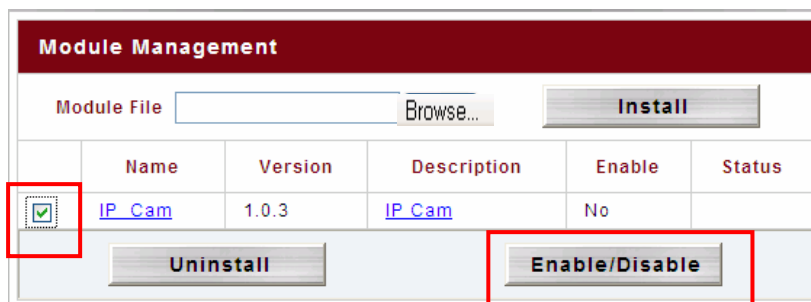 Module Management
Module File Browse... Install
Name Version Description Enable Status
IP_Cam 1.0.3 IP_Cam No
Uninstall Enable/Disable